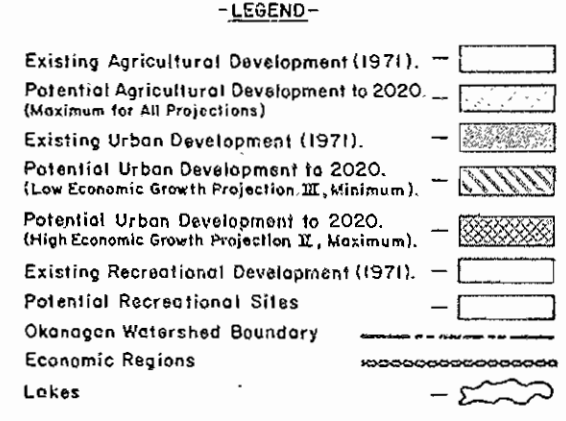 -LEGEND-
Existing Agricultural Development (1971). –
Potential Agricultural Development to 2020. –
(Maximum for All Projections)
Existing Urban Development (1971). –
Potential Urban Development to 2020. –
(Low Economic Growth Projection III, Minimum).
Potential Urban Development to 2020. –
(High Economic Growth Projection II, Maximum).
Existing Recreational Development (1971). –
Potential Recreational Sites –
Okanagan Watershed Boundary
Economic Regions
Lakes –